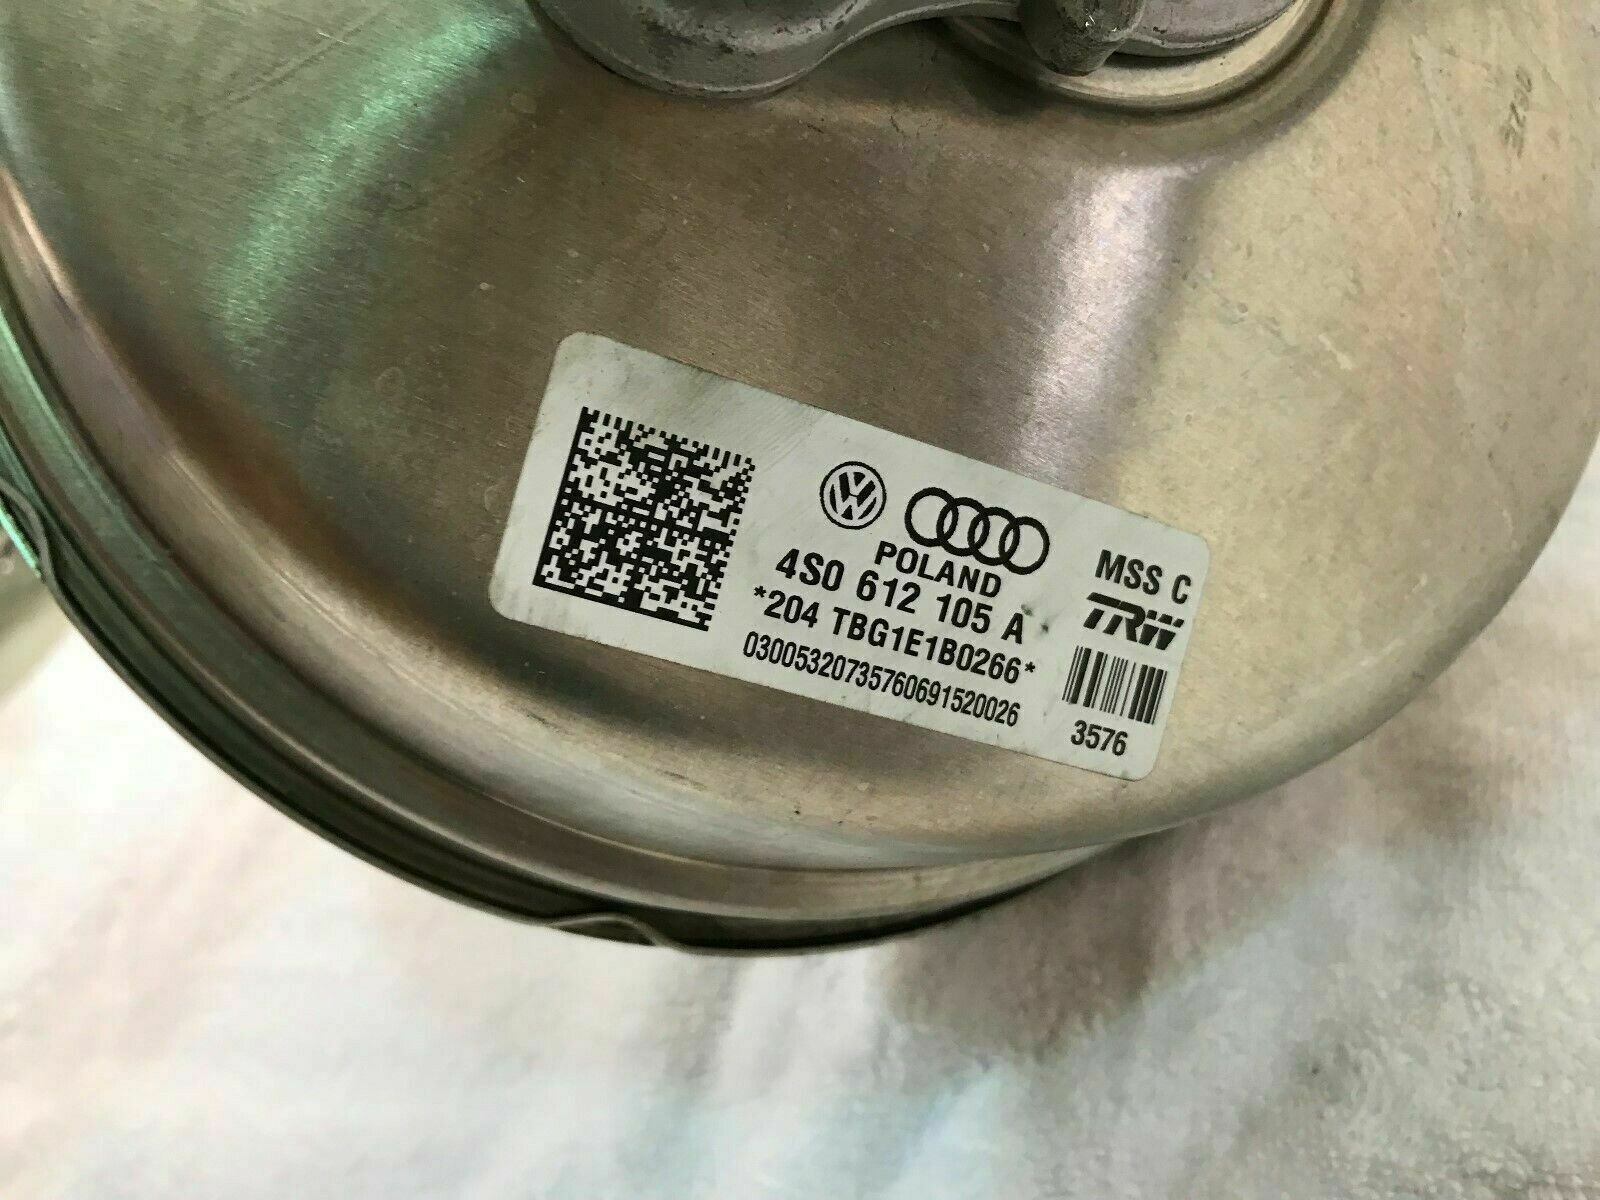 POLAND
4S0 612 105 A
*204 TBG1E1B0266*
03005320735760691520026
MSS C
TRW
3576